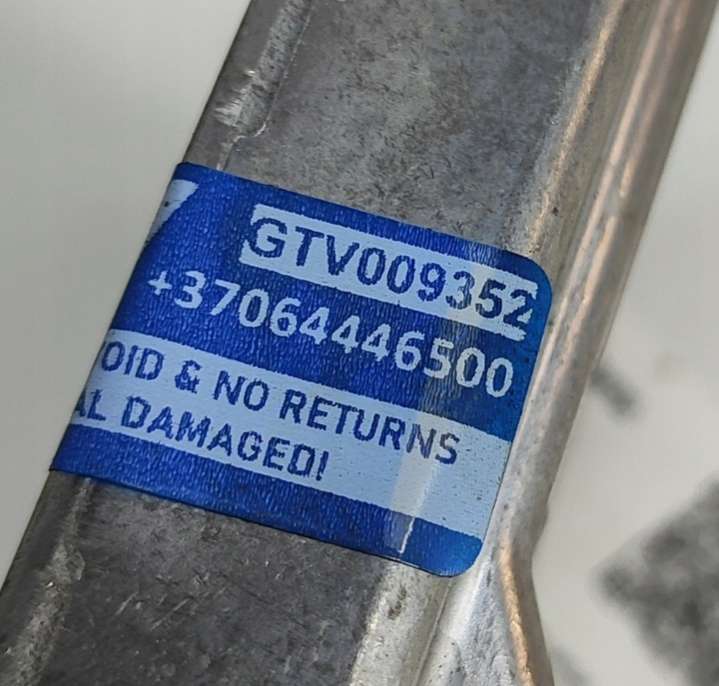 GTV009352
+37064446500
OID & NO RETURNS
AL DAMAGED!